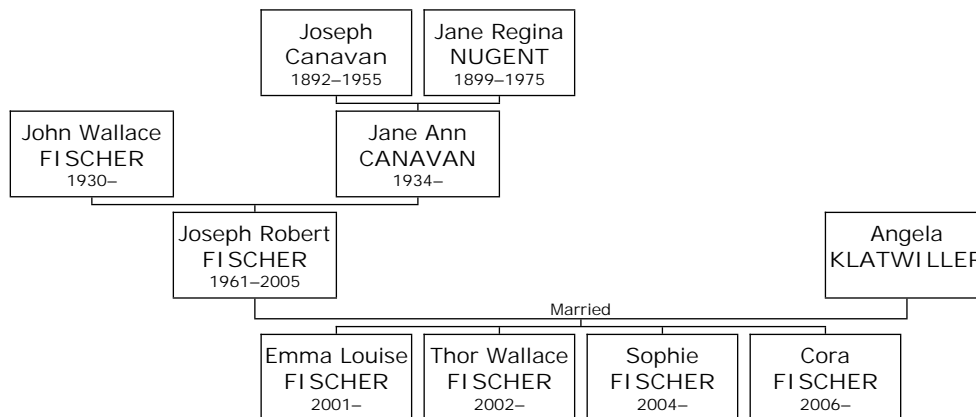 Joseph
Canavan
1892–1955
Jane Regina
NUGENT
1899–1975
John Wallace
FISCHER
1930–
Jane Ann
CANAVAN
1934–
Joseph Robert
FISCHER
1961–2005
Angela
KLATWILLER
Married
Emma Louise
FISCHER
2001–
Thor Wallace
FISCHER
2002–
Sophie
FISCHER
2004–
Cora
FISCHER
2006–